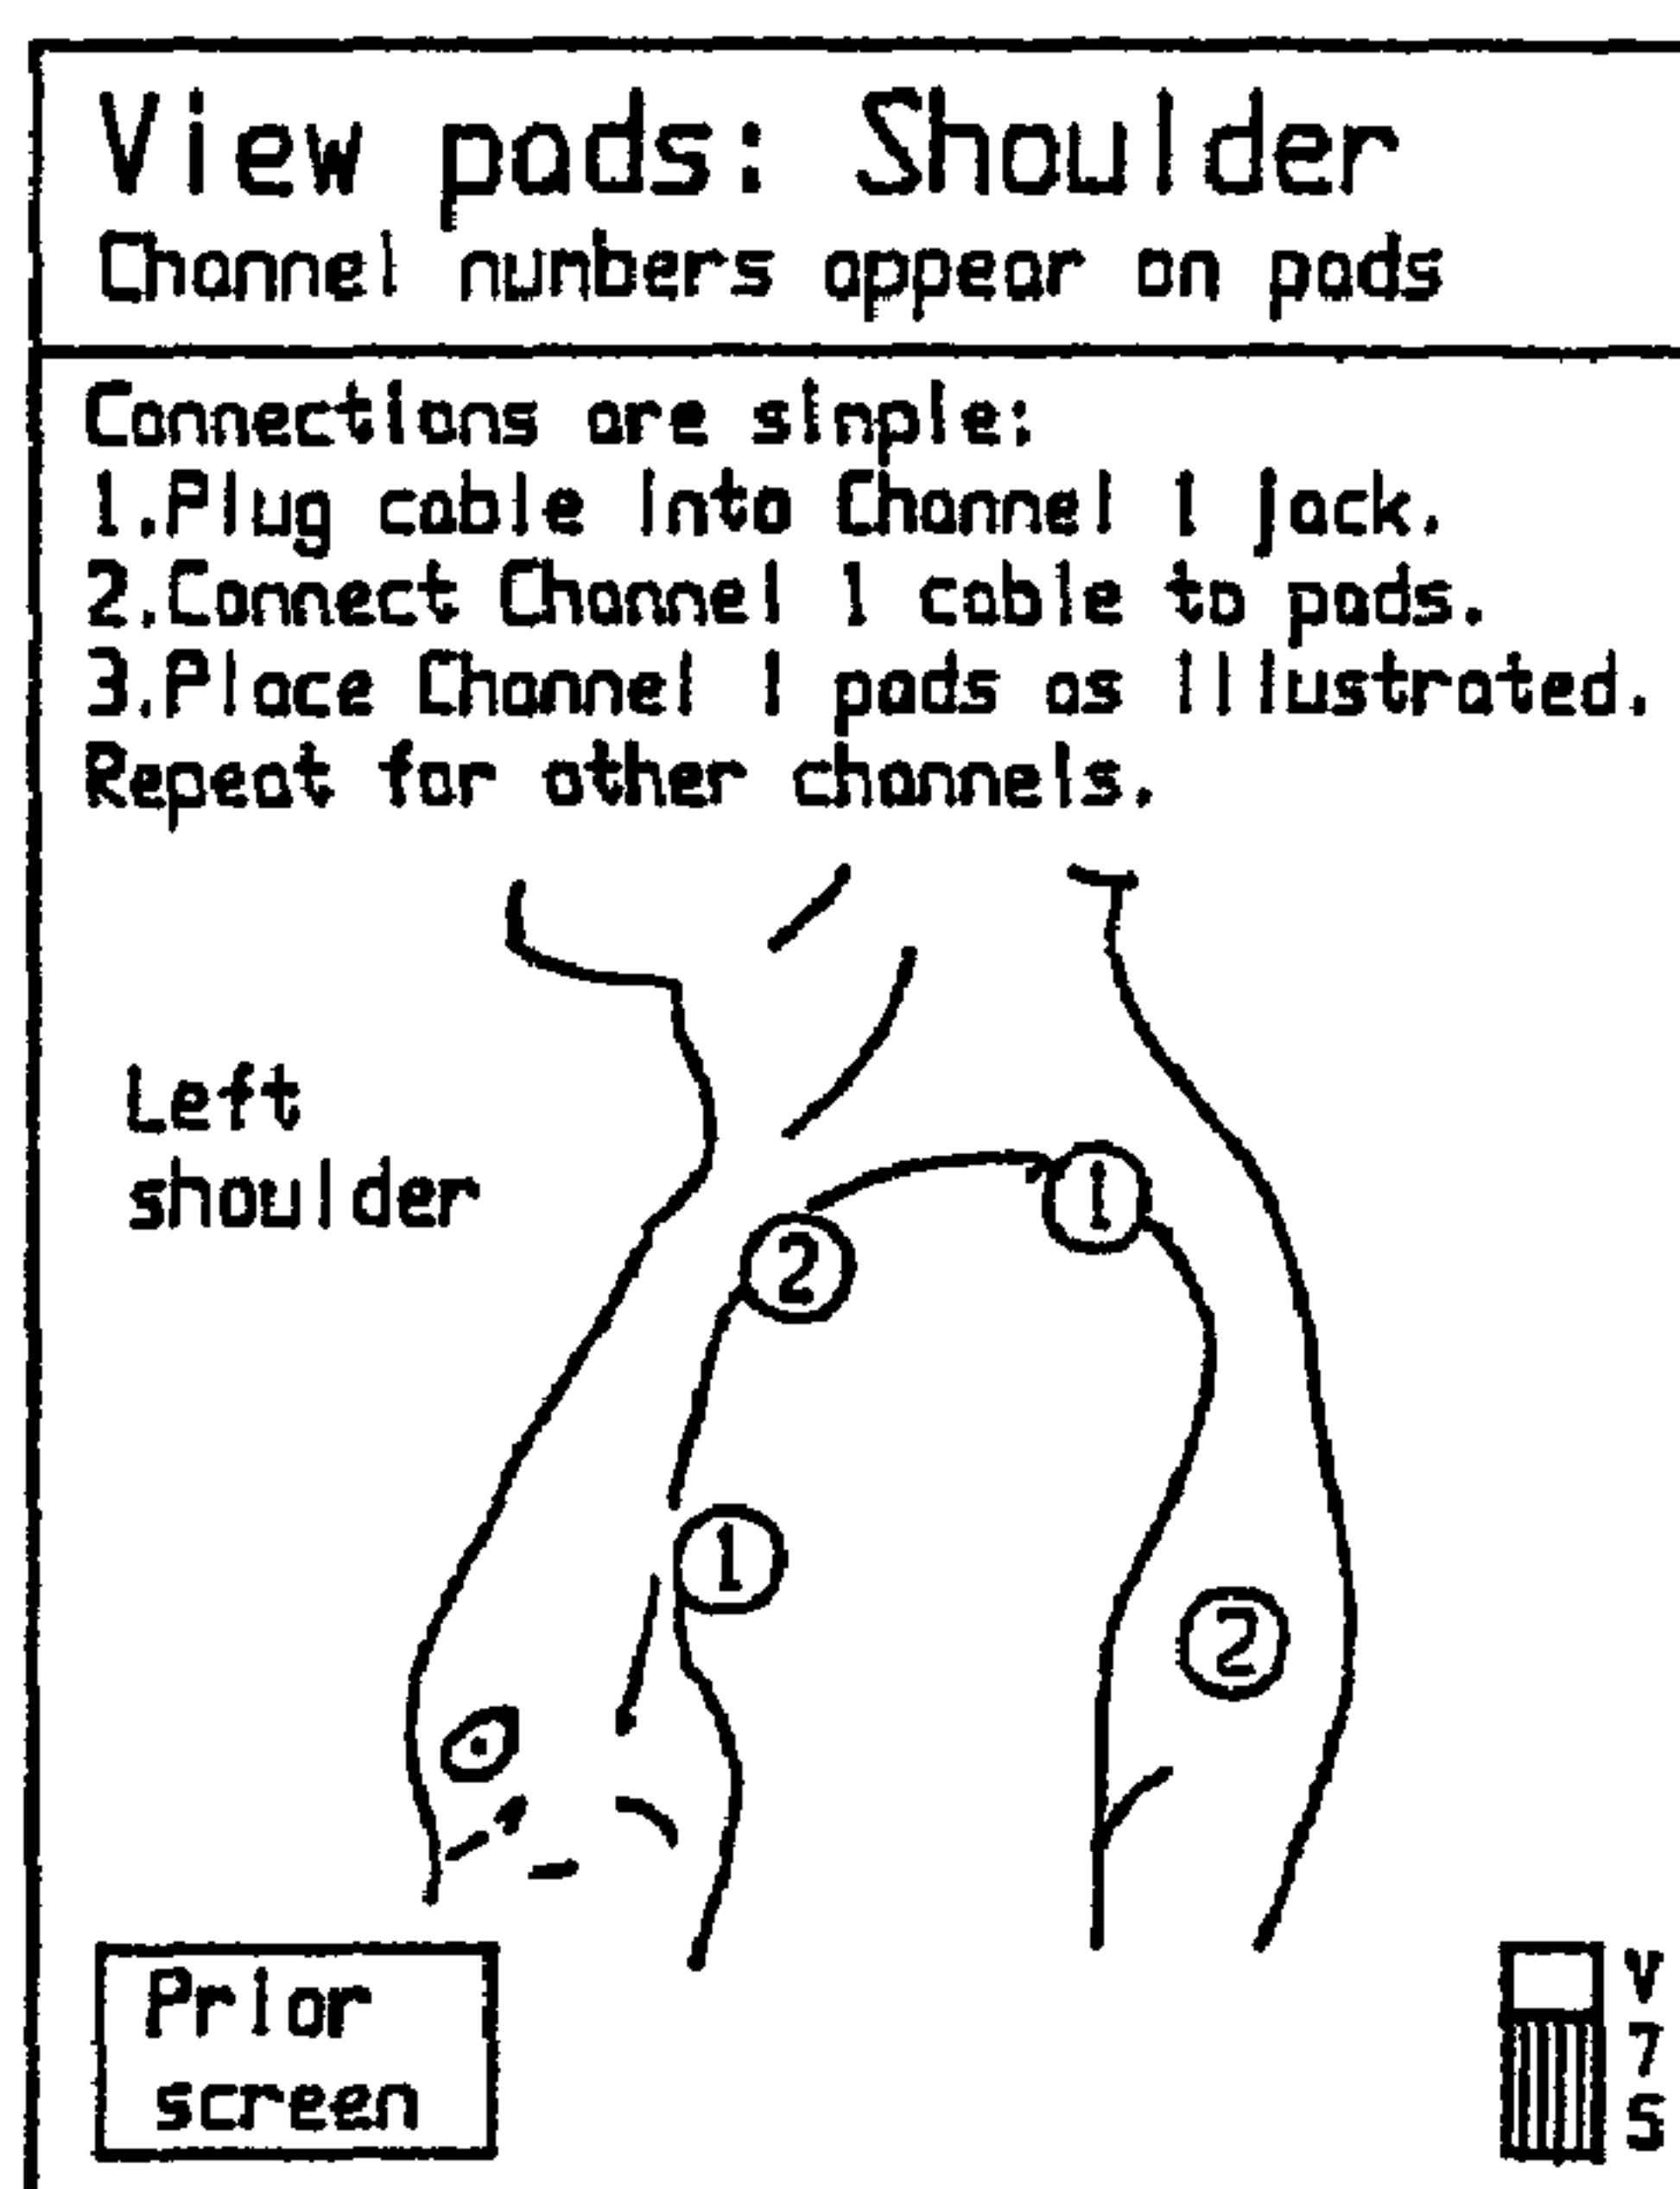 View pads: Shoulder
Channel numbers appear on pads
Connections are simple:
1.Plug cable into Channel 1 jack.
2.Connect Channel 1 cable to pads.
3.Place Channel 1 pads as illustrated.
Repeat for other channels.
Left
shoulder
1
2
1
2
Prior
screen
V
7
5